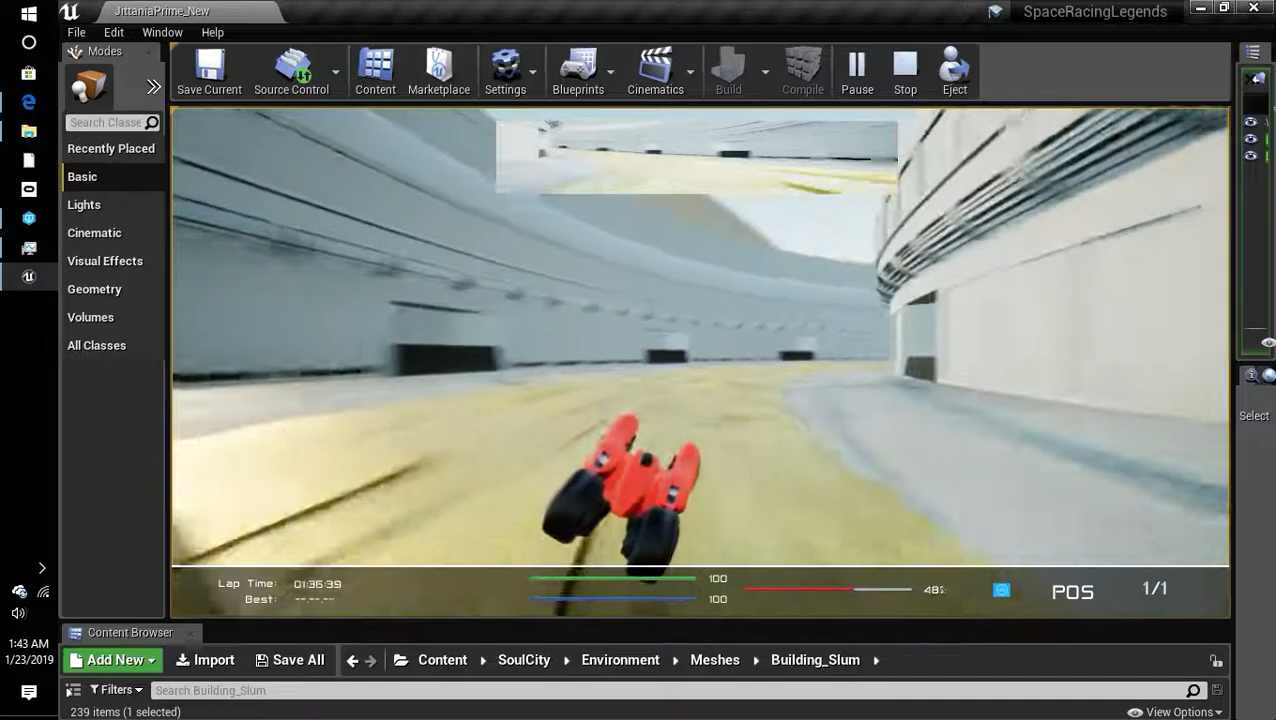 JittaniaPrime_New
SpaceRacingLegends
File Edit Window Help
Modes
Save Current Source Control Content Marketplace Settings Blueprints Cinematics Build Compile Pause Stop Eject
Search Classe
Recently Placed
Basic
Lights
Cinematic
Visual Effects
Geometry
Volumes
All Classes
Select
Lap Time: 01:36:39
Best: --.--.--
100
100
48%
POS 1/1
1:43 AM
1/23/2019
Content Browser
Add New Import Save All Content SoulCity Environment Meshes Building_Slum
Filters Search Building_Slum
239 items (1 selected) View Options